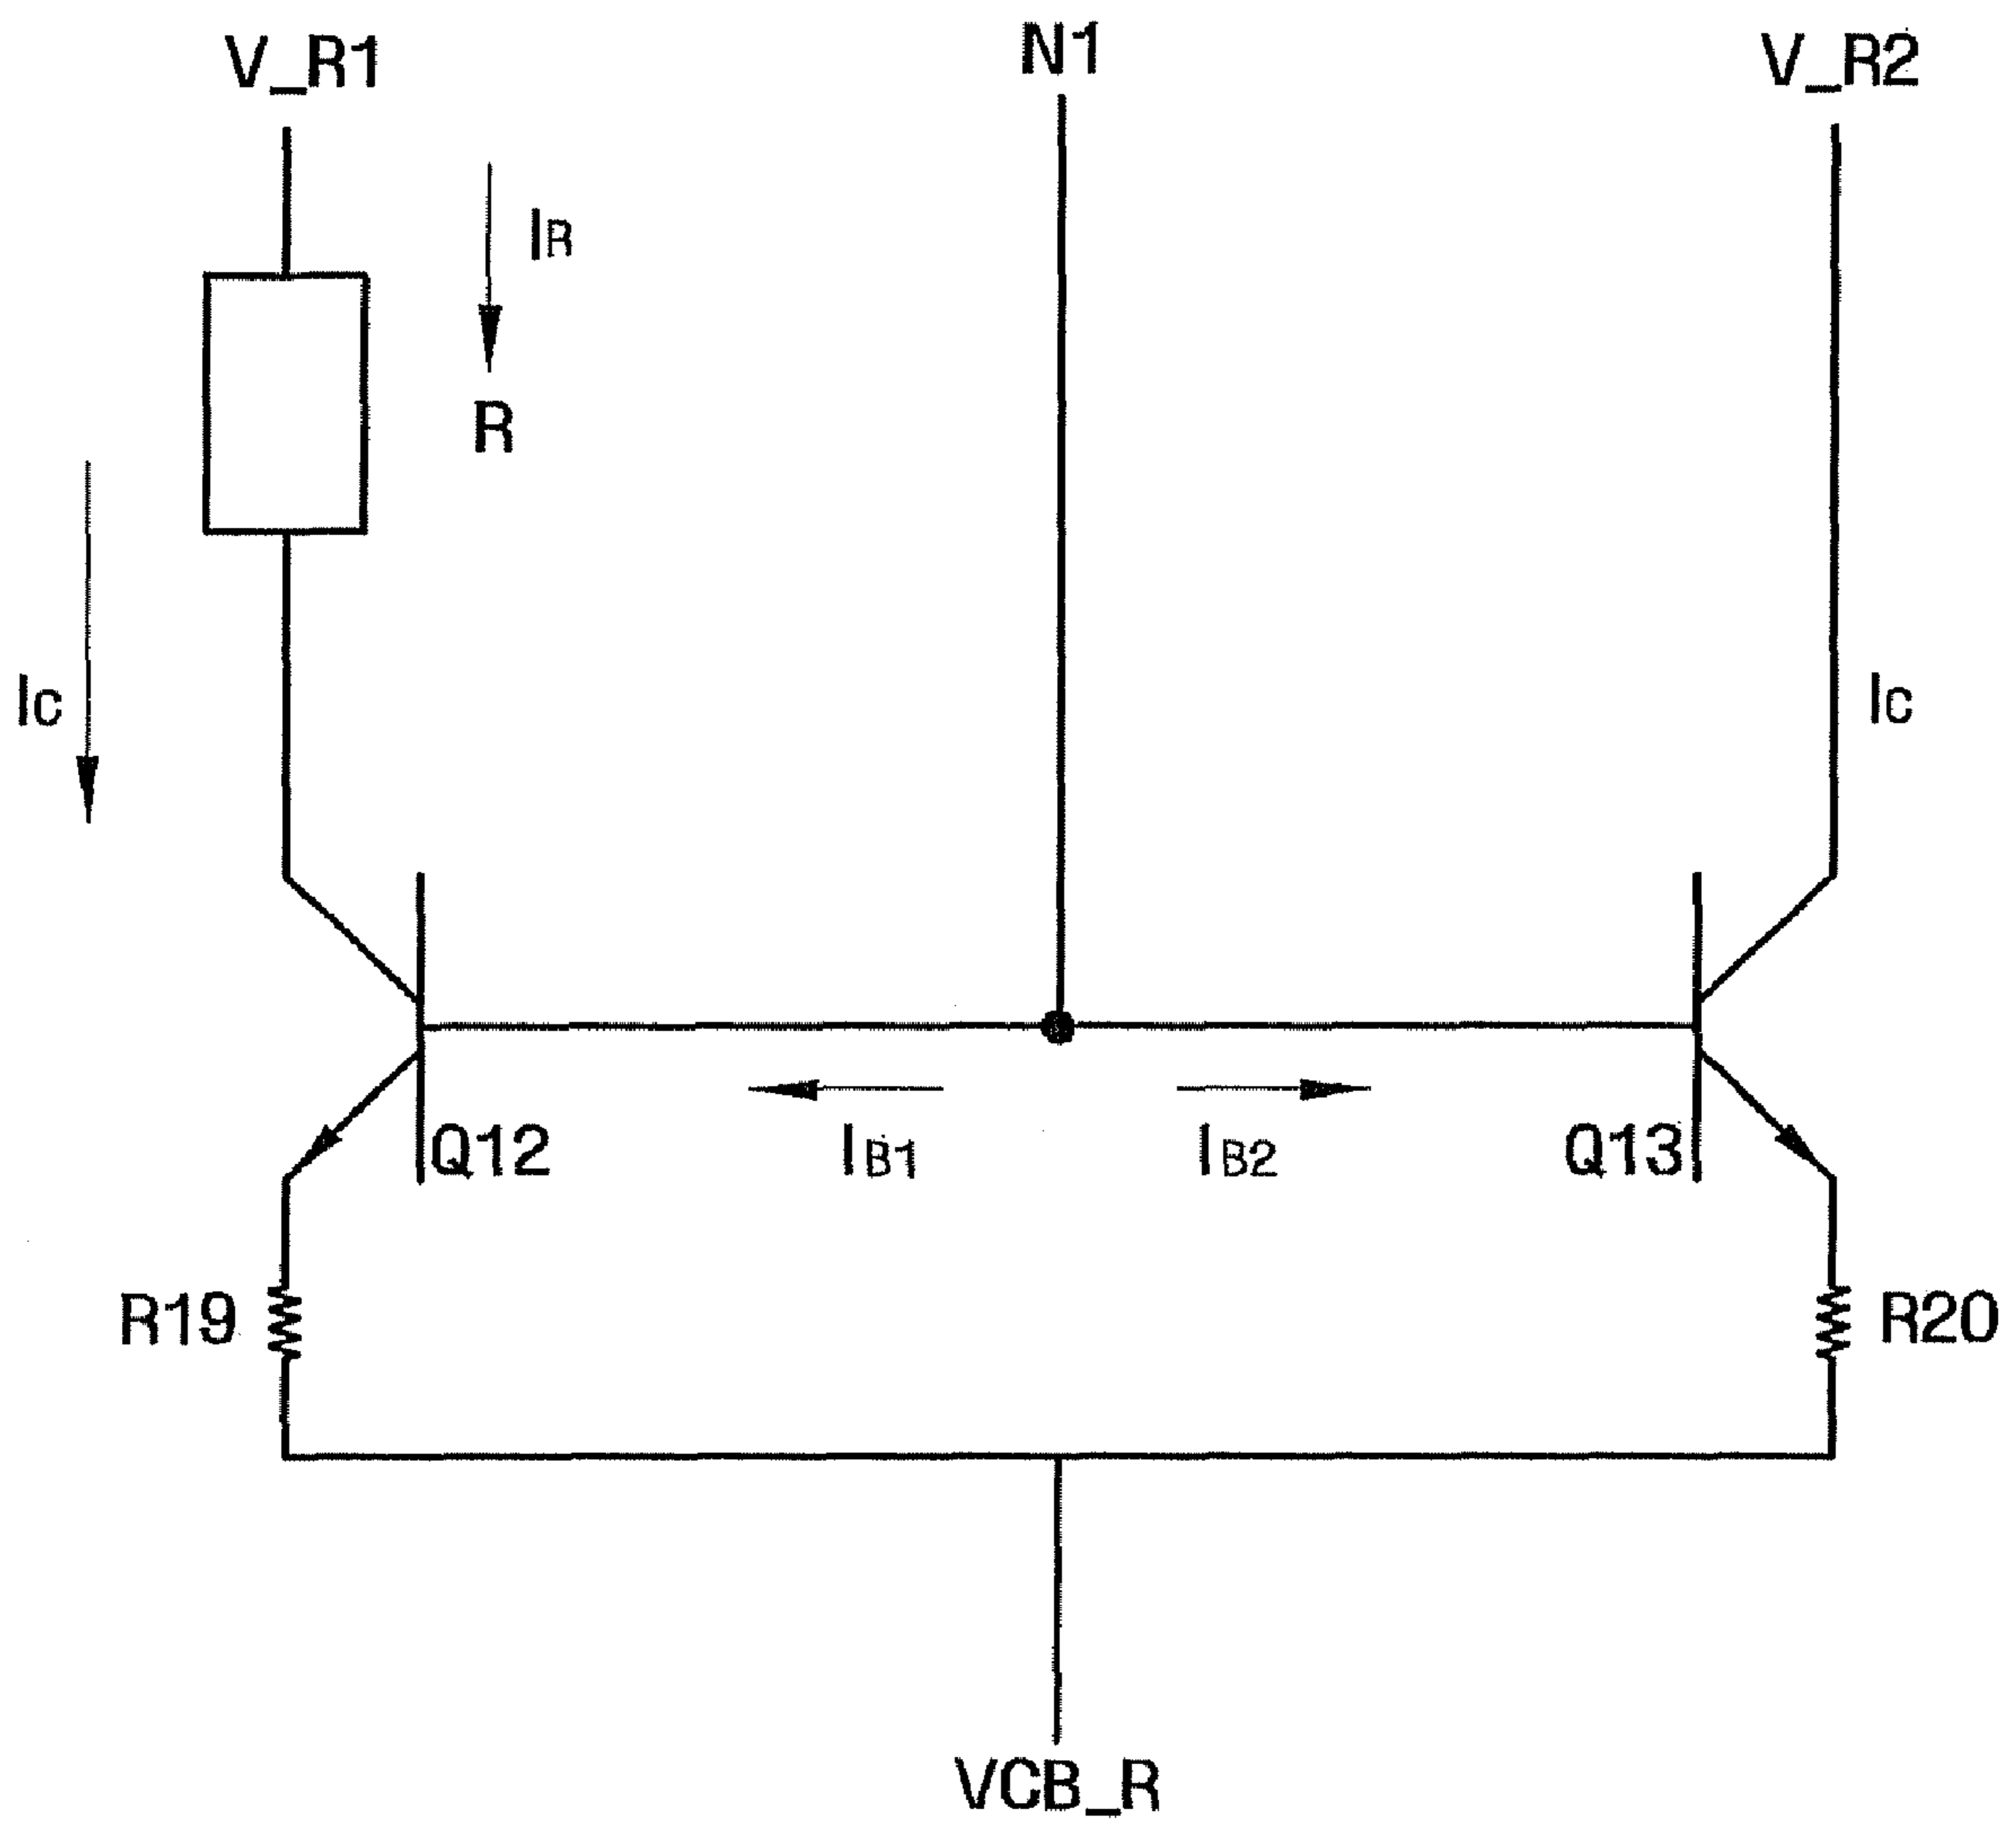 V_R1
N1
V_R2
IR
R
Ic
Ic
Q12
IB1
IB2
Q13
R19
R20
VCB_R